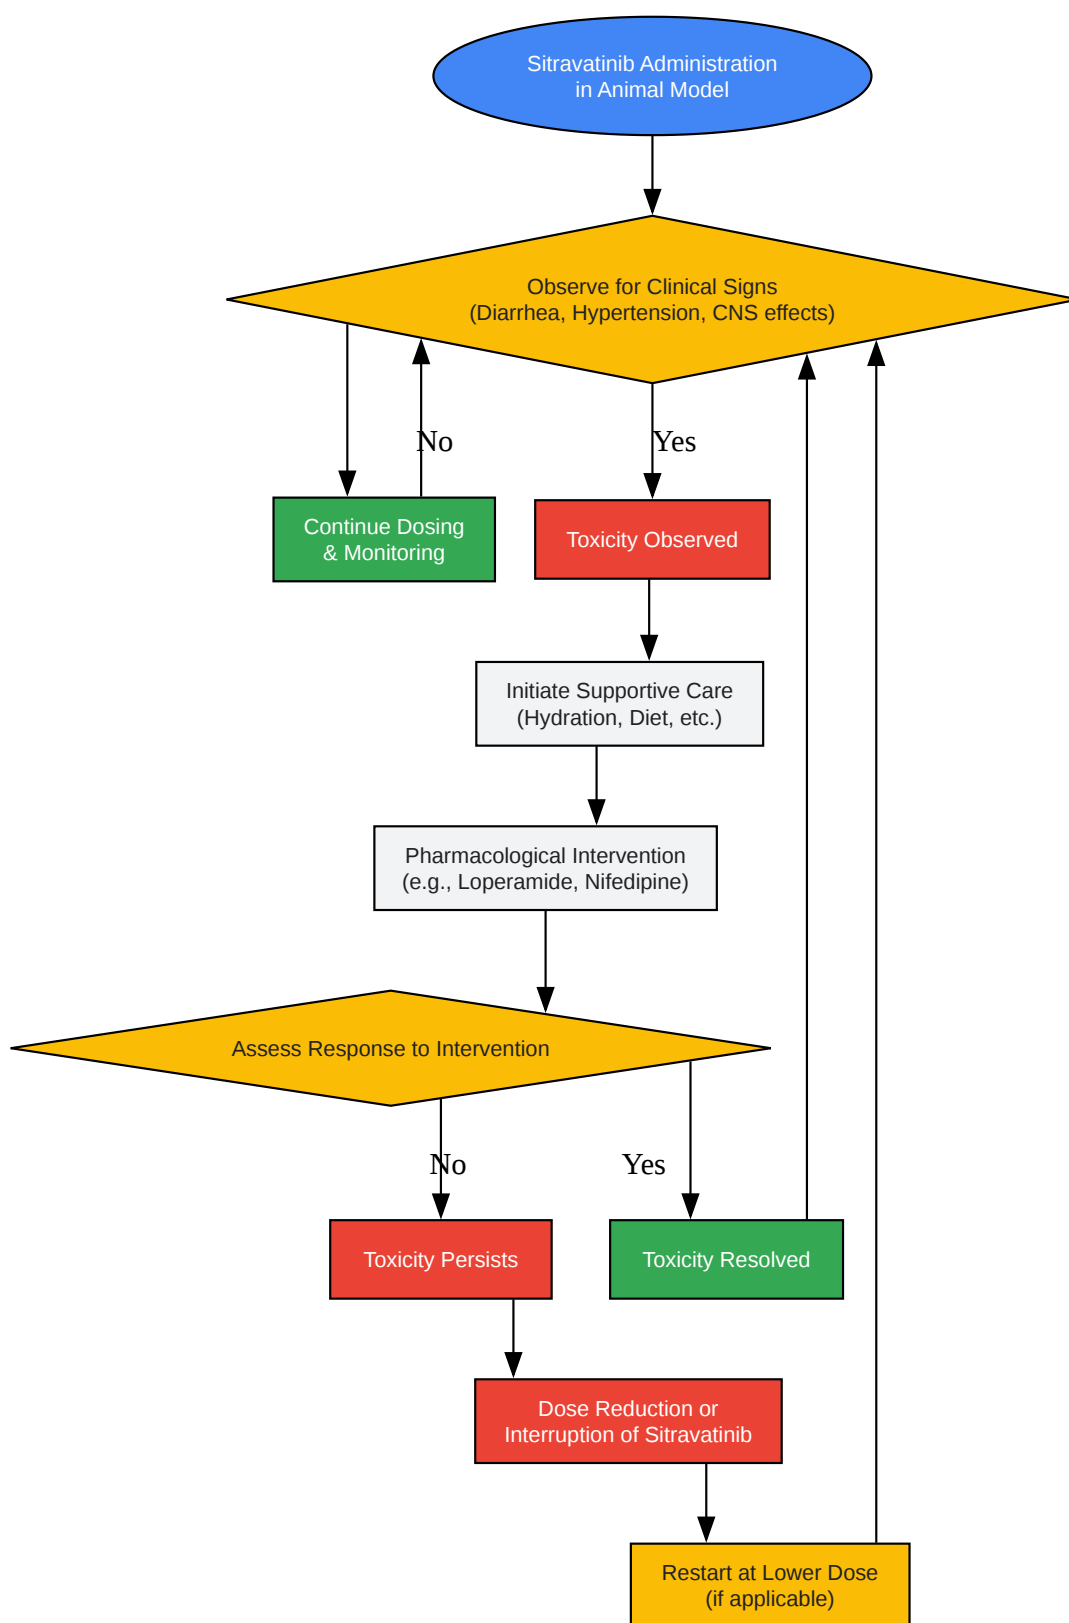 Sitravatinib Administration
in Animal Model
Observe for Clinical Signs
(Diarrhea, Hypertension, CNS effects)
No
Yes
Continue Dosing
& Monitoring
Toxicity Observed
Initiate Supportive Care
(Hydration, Diet, etc.)
Pharmacological Intervention
(e.g., Loperamide, Nifedipine)
Assess Response to Intervention
No
Yes
Toxicity Persists
Toxicity Resolved
Dose Reduction or
Interruption of Sitravatinib
Restart at Lower Dose
(if applicable)